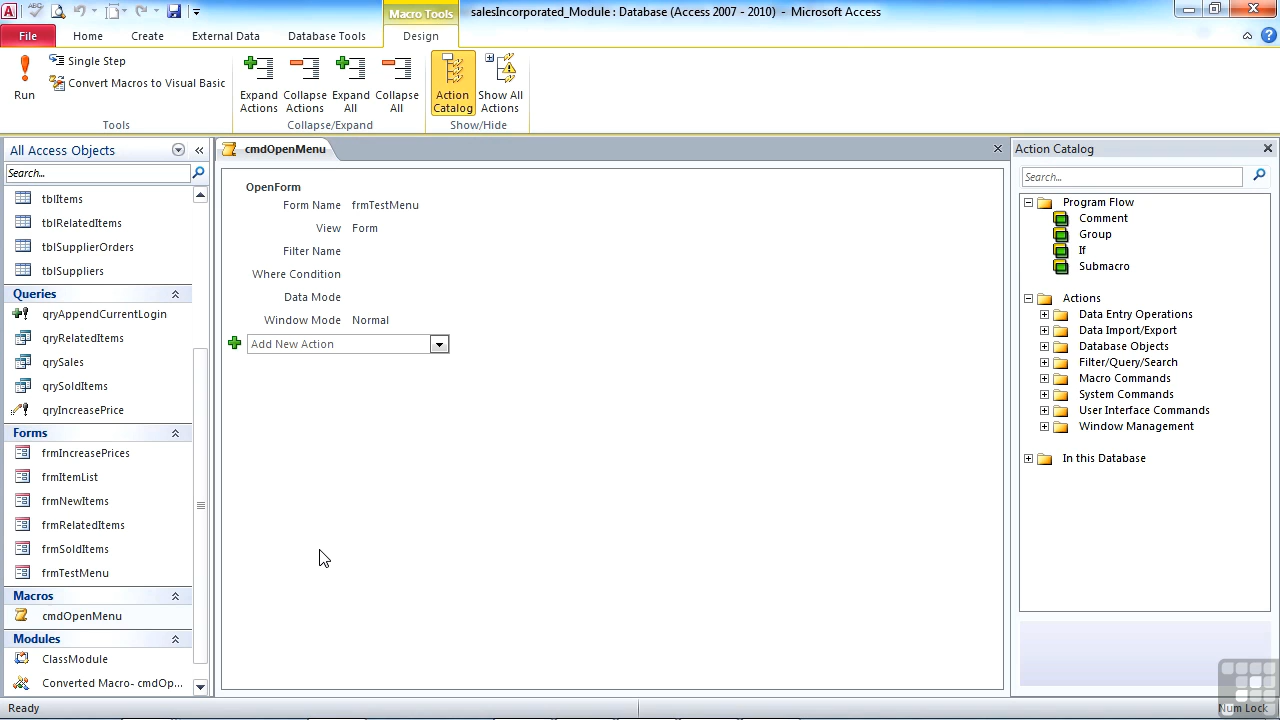 Macro Tools
salesIncorporated_Module : Database (Access 2007 - 2010) - Microsoft Access
File Home Create External Data Database Tools Design
Run
Single Step
Convert Macros to Visual Basic
Tools
Expand Actions
Collapse Actions
Expand All
Collapse All
Collapse/Expand
Action Catalog
Show All Actions
Show/Hide
All Access Objects
Search...
tblItems
tblRelatedItems
tblSupplierOrders
tblSuppliers
Queries
qryAppendCurrentLogin
qryRelatedItems
qrySales
qrySoldItems
qryIncreasePrice
Forms
frmIncreasePrices
frmItemList
frmNewItems
frmRelatedItems
frmSoldItems
frmTestMenu
Macros
cmdOpenMenu
Modules
ClassModule
Converted Macro- cmdOp...
cmdOpenMenu
OpenForm
Form Name frmTestMenu
View Form
Filter Name
Where Condition
Data Mode
Window Mode Normal
Add New Action
Action Catalog
Search...
Program Flow
Comment
Group
If
Submacro
Actions
Data Entry Operations
Data Import/Export
Database Objects
Filter/Query/Search
Macro Commands
System Commands
User Interface Commands
Window Management
In this Database
Ready
Num Lock